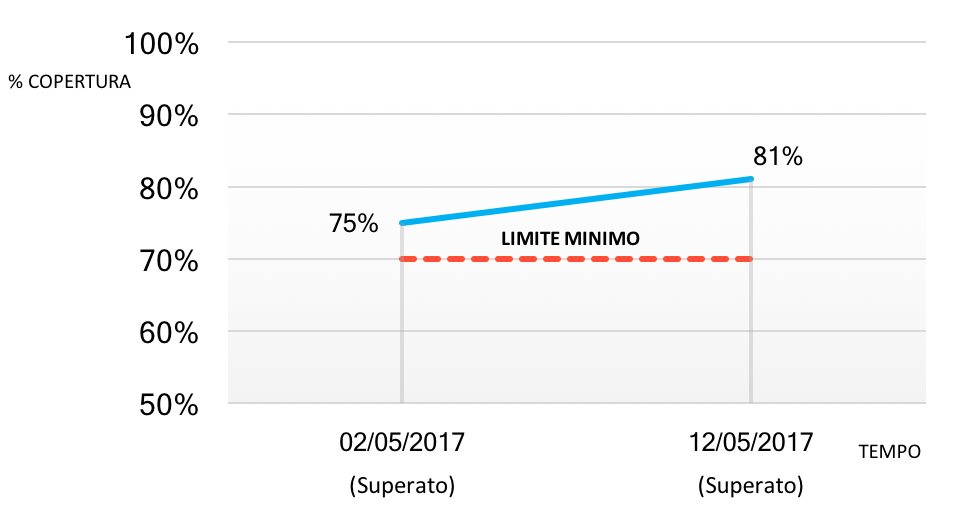 100%
% COPERTURA
90%
81%
80%
75%
LIMITE MINIMO
70%
60%
50%
02/05/2017
12/05/2017
TEMPO
(Superato)
(Superato)